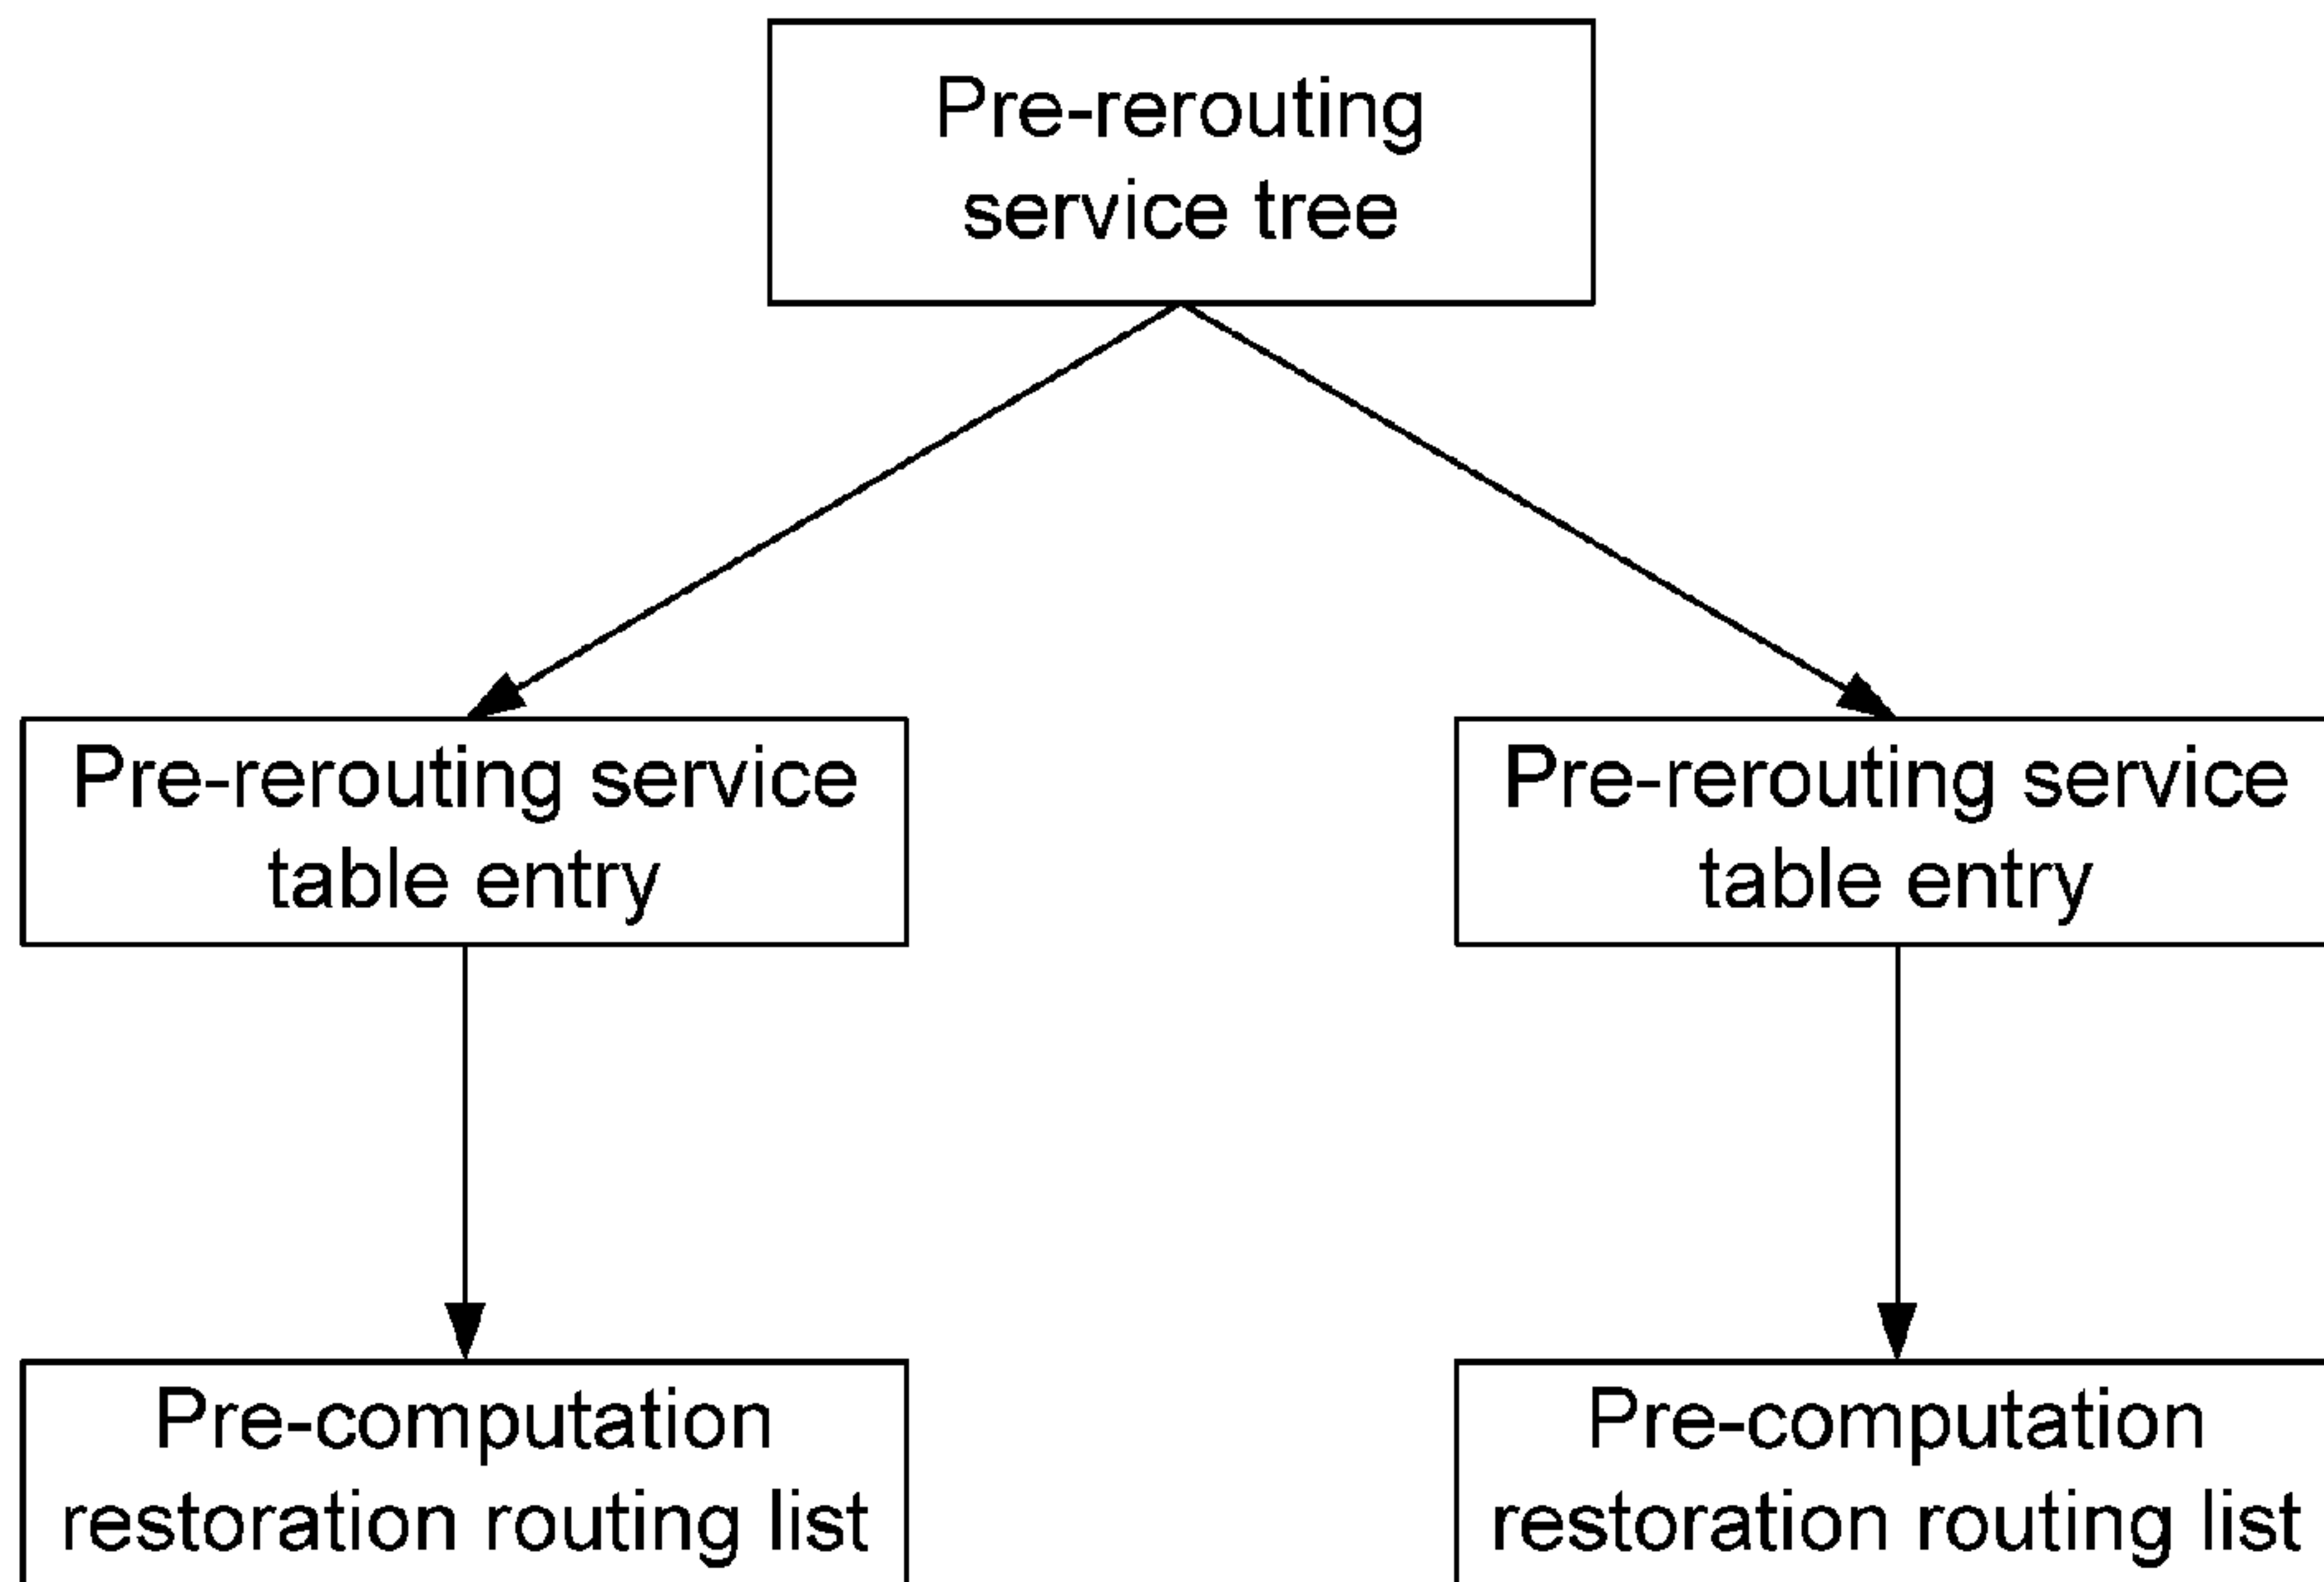 Pre-rerouting
service tree
Pre-rerouting service
table entry
Pre-rerouting service
table entry
Pre-computation
restoration routing list
Pre-computation
restoration routing list